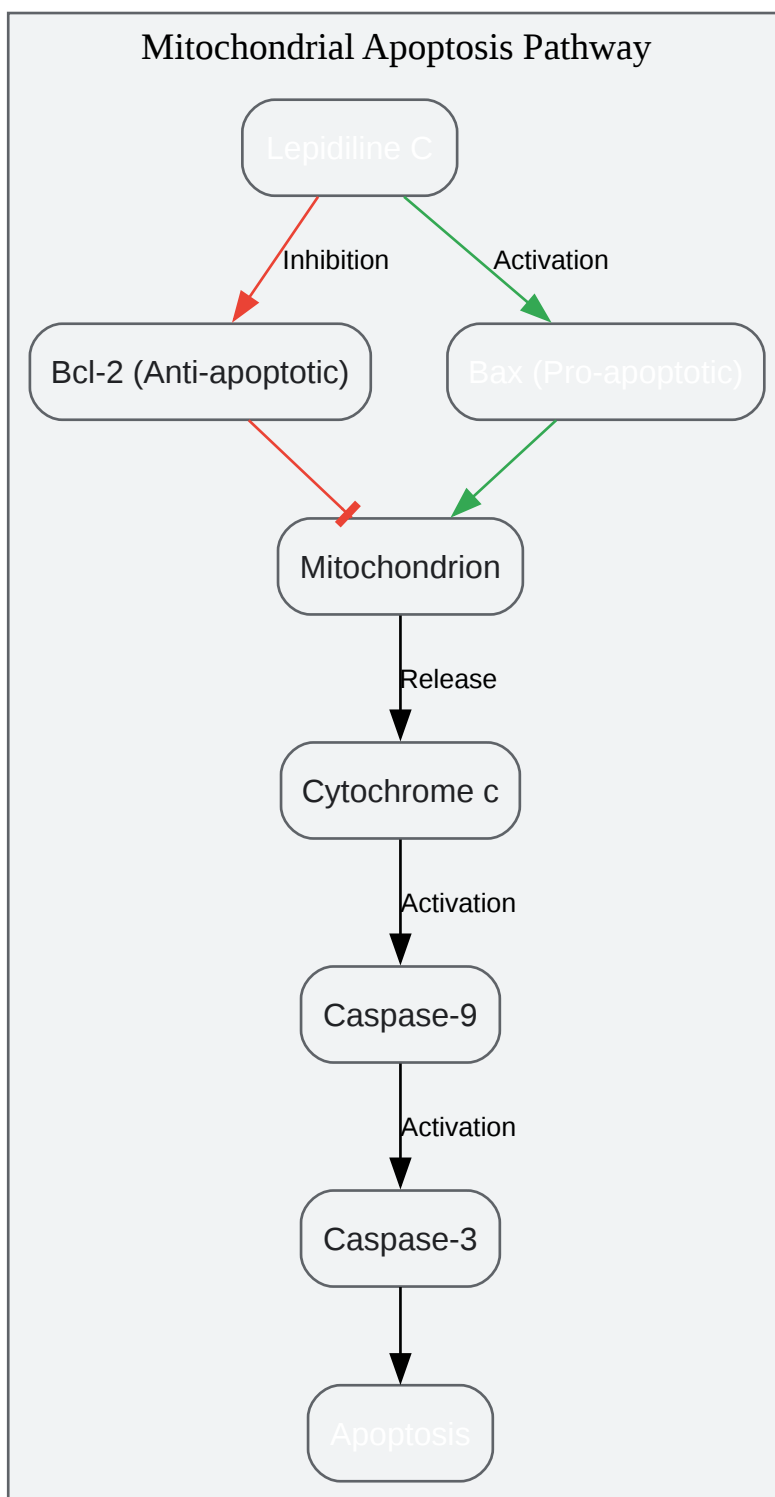 Mitochondrial Apoptosis Pathway
Lepidiline C
Inhibition
Activation
Bcl-2 (Anti-apoptotic)
Bax (Pro-apoptotic)
Mitochondrion
Release
Cytochrome c
Activation
Caspase-9
Activation
Caspase-3
Apoptosis